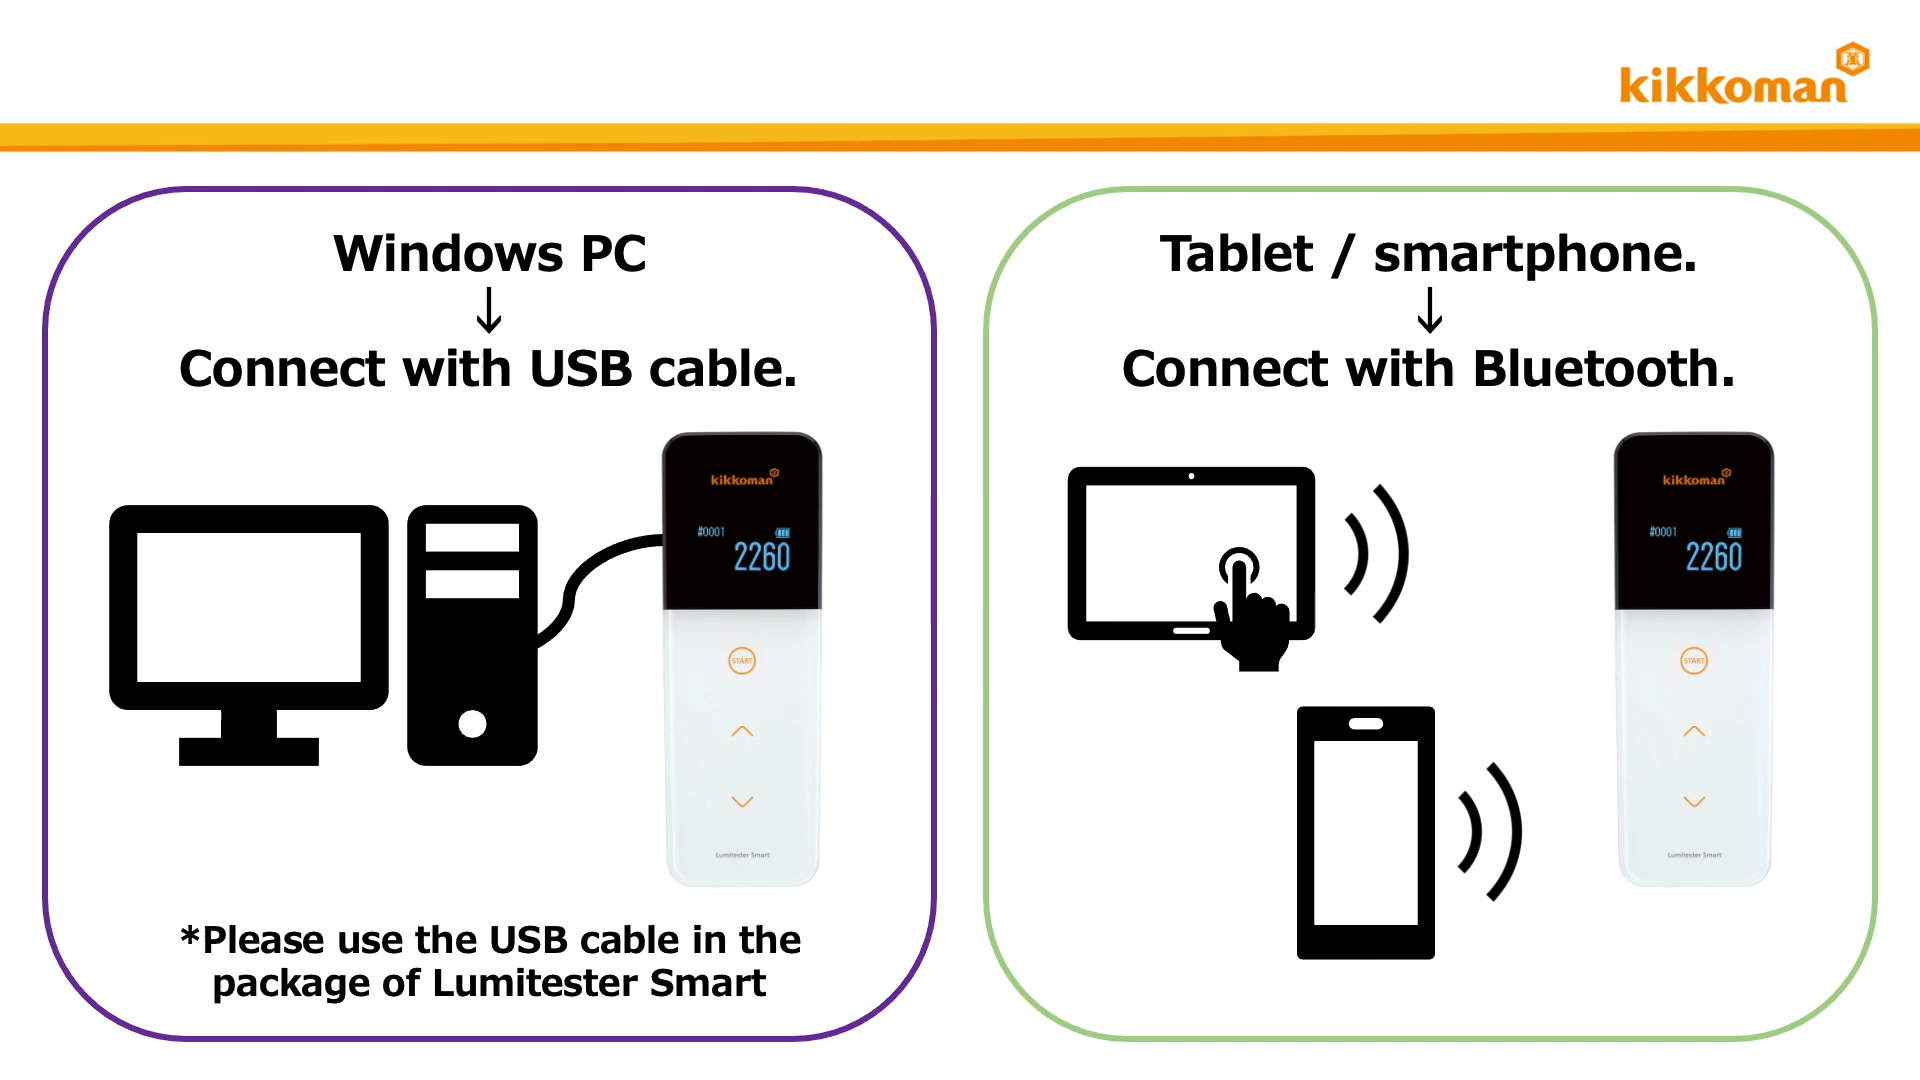 kikkoman
Windows PC
↓
Connect with USB cable.
kikkoman
#0001
2260
START
Lumitester Smart
*Please use the USB cable in the
package of Lumitester Smart
Tablet / smartphone.
↓
Connect with Bluetooth.
kikkoman
#0001
2260
START
Lumitester Smart